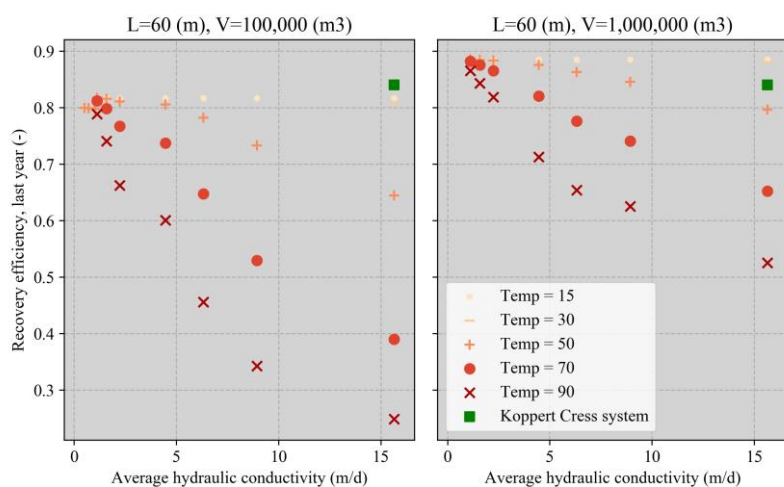 L=60 (m), V=100,000 (m3)
L=60 (m), V=1,000,000 (m3)
Recovery efficiency, last year (-)
0.9
0.8
0.7
0.6
0.5
0.4
0.3
0
5
10
15
0
5
10
15
Average hydraulic conductivity (m/d)
Average hydraulic conductivity (m/d)
Temp = 15
Temp = 30
Temp = 50
Temp = 70
Temp = 90
Koppert Cress system